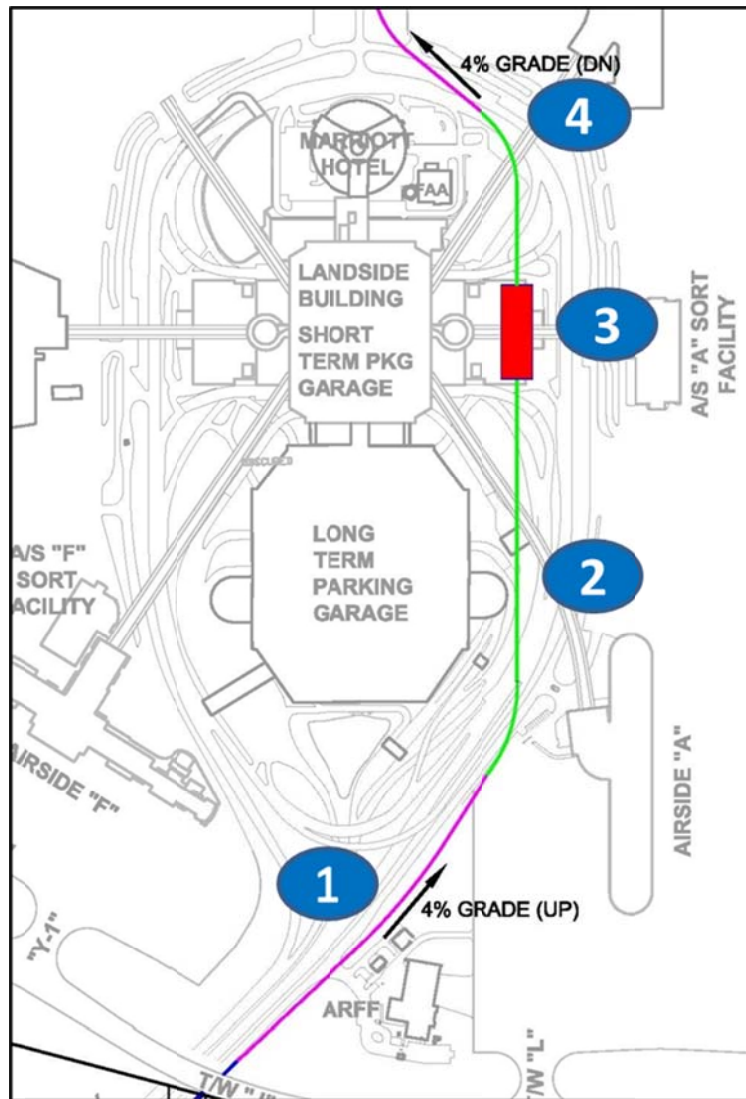 4% GRADE (DN)
4
MARRIOTT
HOTEL
FAA
LANDSIDE
BUILDING
SHORT
TERM PKG
GARAGE
3
A/S "A" SORT
FACILITY
LONG
TERM
PARKING
GARAGE
2
A/S "F"
SORT
ACILITY
AIRSIDE "F"
AIRSIDE "A"
1
4% GRADE (UP)
"Y-1"
ARFF
T/W "J"
T/W "L"